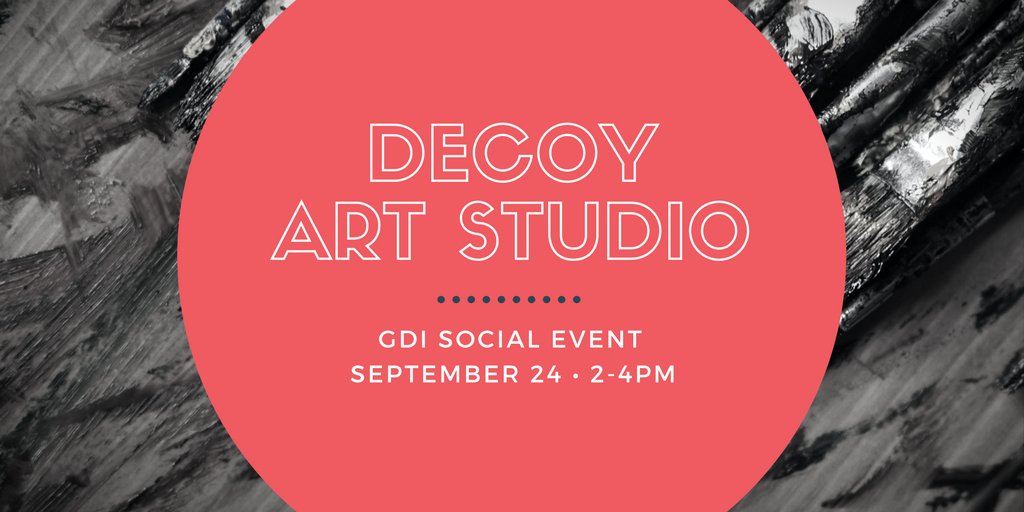 DECOY
ART STUDIO
GDI SOCIAL EVENT
SEPTEMBER 24 • 2-4PM